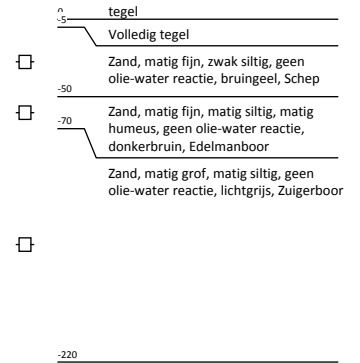 0 tegel
-5
Volledig tegel
Zand, matig fijn, zwak siltig, geen
olie-water reactie, bruingeel, Schep
-50
Zand, matig fijn, matig siltig, matig
-70
humeus, geen olie-water reactie,
donkerbruin, Edelmanboor
Zand, matig grof, matig siltig, geen
olie-water reactie, lichtgrijs, Zuigerboor
-220